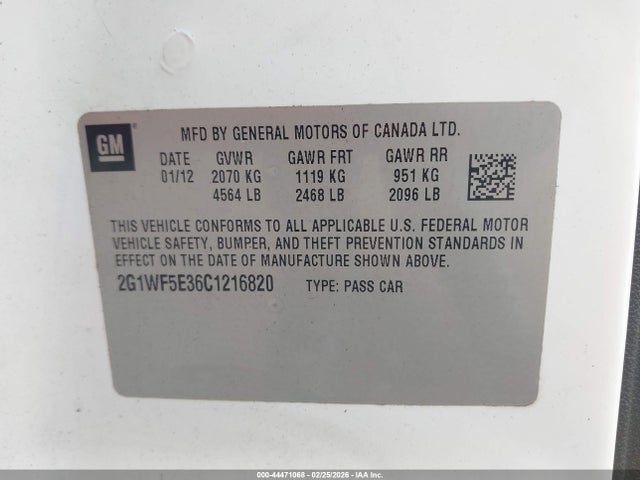 GM
MFD BY GENERAL MOTORS OF CANADA LTD.
DATE GVWR GAWR FRT GAWR RR
01/12 2070 KG 1119 KG 951 KG
4564 LB 2468 LB 2096 LB
THIS VEHICLE CONFORMS TO ALL APPLICABLE U.S. FEDERAL MOTOR
VEHICLE SAFETY, BUMPER, AND THEFT PREVENTION STANDARDS IN
EFFECT ON THE DATE OF MANUFACTURE SHOWN ABOVE.
2G1WF5E36C1216820 TYPE: PASS CAR
000-44471068 - 02/25/2026 - IAA Inc.